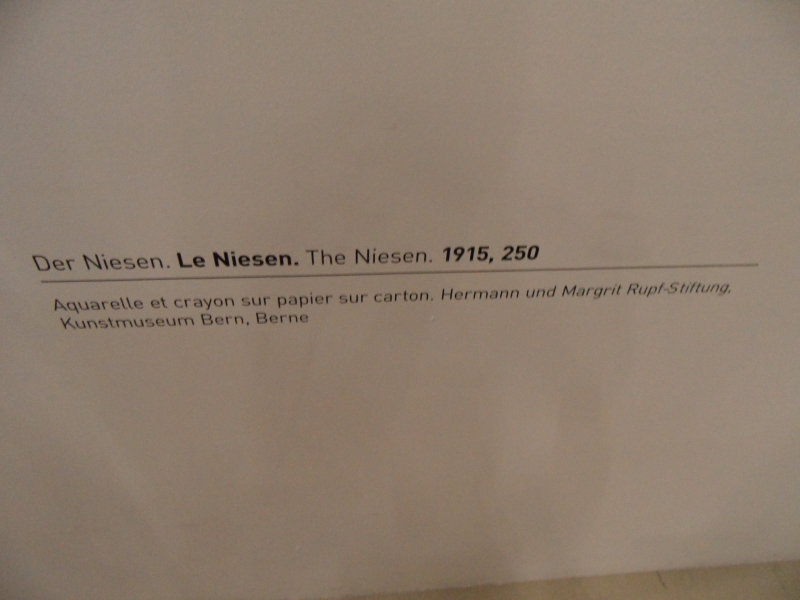 Der Niesen. Le Niesen. The Niesen. 1915, 250
Aquarelle et crayon sur papier sur carton. Hermann und Margrit Rupf-Stiftung,
Kunstmuseum Bern, Berne